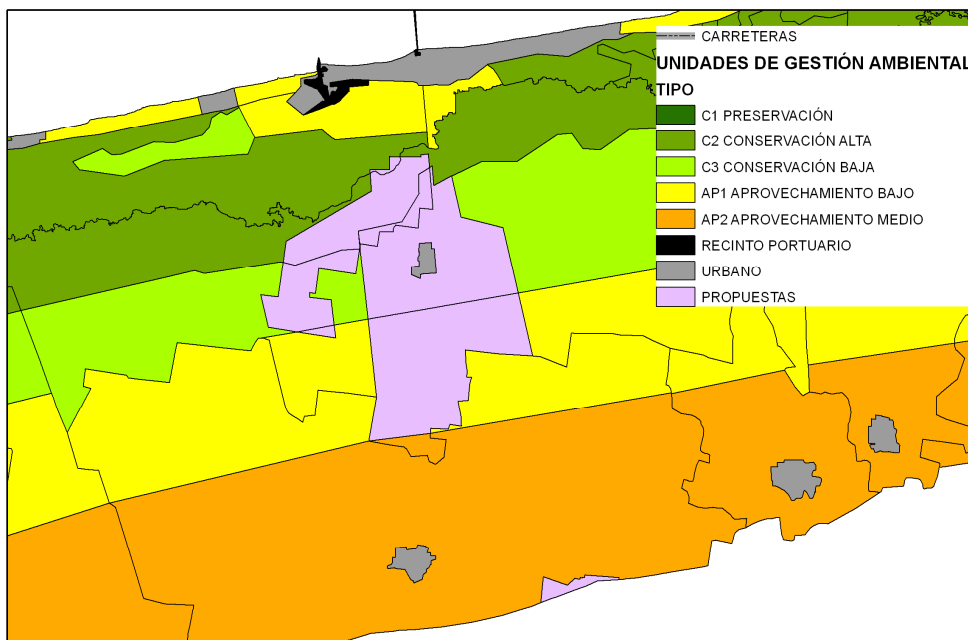 CARRETERAS
UNIDADES DE GESTIÓN AMBIENTAL
TIPO
C1 PRESERVACIÓN
C2 CONSERVACIÓN ALTA
C3 CONSERVACIÓN BAJA
AP1 APROVECHAMIENTO BAJO
AP2 APROVECHAMIENTO MEDIO
RECINTO PORTUARIO
URBANO
PROPUESTAS